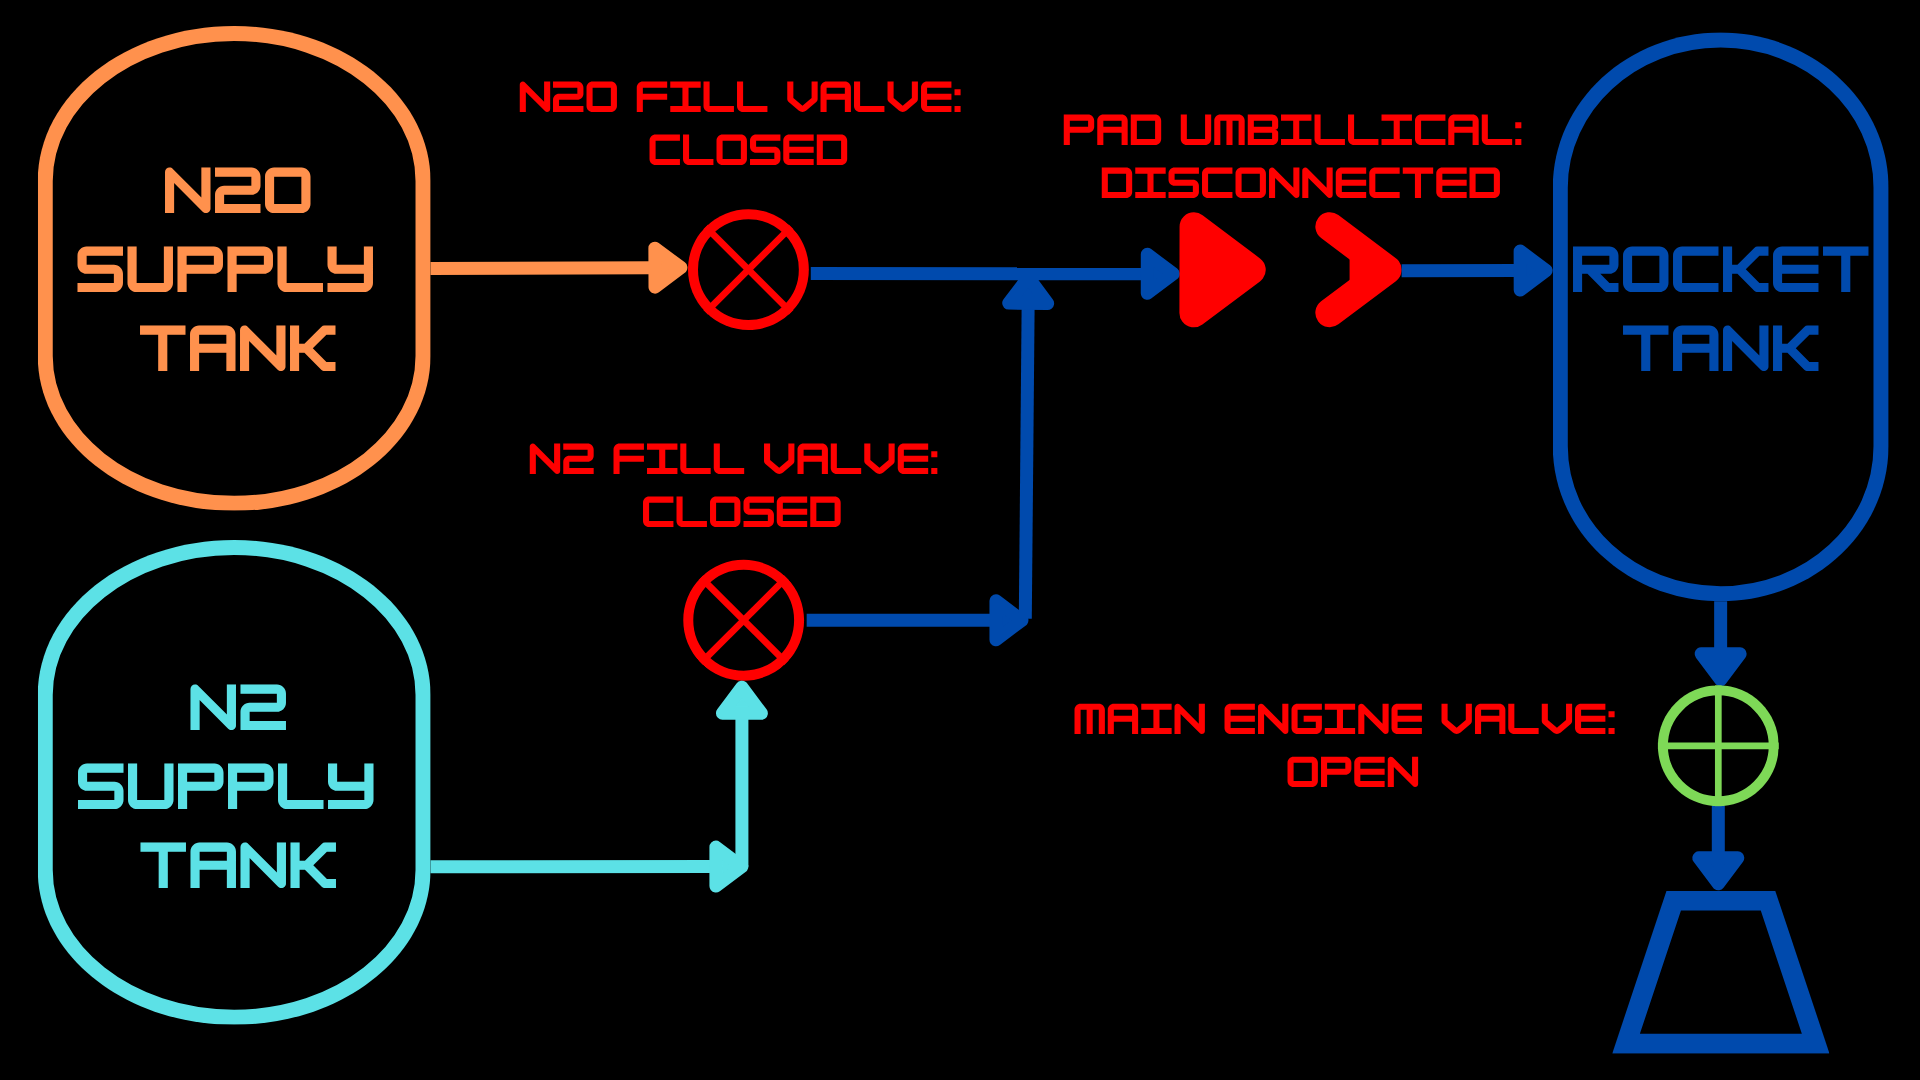 N2O
SUPPLY
TANK
N2O FILL VALVE:
CLOSED
PAD UMBILLICAL:
DISCONNECTED
ROCKET
TANK
N2 FILL VALVE:
CLOSED
N2
SUPPLY
TANK
MAIN ENGINE VALVE:
OPEN